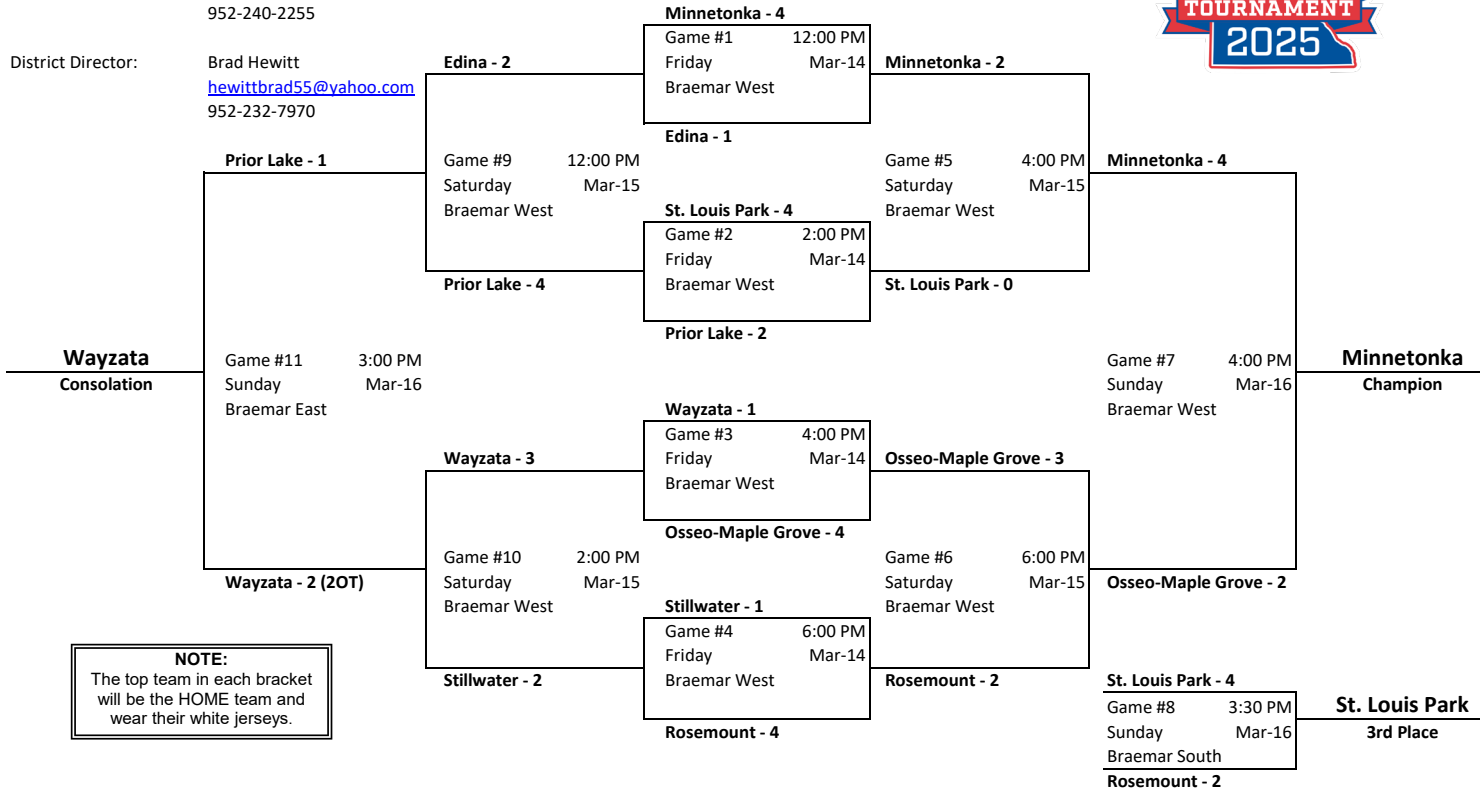 952-240-2255
TOURNAMENT
2025
District Director: Brad Hewitt
hewittbrad55@yahoo.com
952-232-7970
Minnetonka - 4
Game #1 12:00 PM
Friday Mar-14
Braemar West
Edina - 1
St. Louis Park - 4
Game #2 2:00 PM
Friday Mar-14
Braemar West
Prior Lake - 2
Wayzata - 1
Game #3 4:00 PM
Friday Mar-14
Braemar West
Osseo-Maple Grove - 4
Stillwater - 1
Game #4 6:00 PM
Friday Mar-14
Braemar West
Rosemount - 4
Edina - 2
Game #9 12:00 PM
Saturday Mar-15
Braemar West
Prior Lake - 4
Wayzata - 3
Game #10 2:00 PM
Saturday Mar-15
Braemar West
Stillwater - 2
Prior Lake - 1
Game #11 3:00 PM
Sunday Mar-16
Braemar East
Wayzata - 2 (2OT)
Wayzata
Consolation
Minnetonka - 2
Game #5 4:00 PM
Saturday Mar-15
Braemar West
St. Louis Park - 0
Osseo-Maple Grove - 3
Game #6 6:00 PM
Saturday Mar-15
Braemar West
Rosemount - 2
Minnetonka - 4
Game #7 4:00 PM
Sunday Mar-16
Braemar West
Osseo-Maple Grove - 2
Minnetonka
Champion
St. Louis Park - 4
Game #8 3:30 PM
Sunday Mar-16
Braemar South
Rosemount - 2
St. Louis Park
3rd Place
NOTE:
The top team in each bracket
will be the HOME team and
wear their white jerseys.